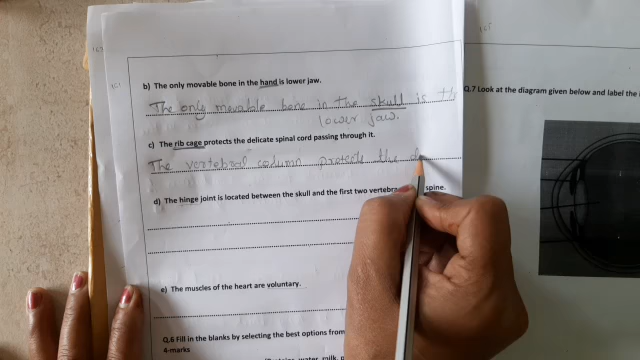 b) The only movable bone in the hand is lower jaw.
The only movable bone in the skull is the
lower jaw.
c) The rib cage protects the delicate spinal cord passing through it.
The vertebral column protects the de
d) The hinge joint is located between the skull and the first two vertebra spine.
e) The muscles of the heart are voluntary.
Q.6 Fill in the blanks by selecting the best options from
4-marks
water, milk,
Q.7 Look at the diagram given below and label the